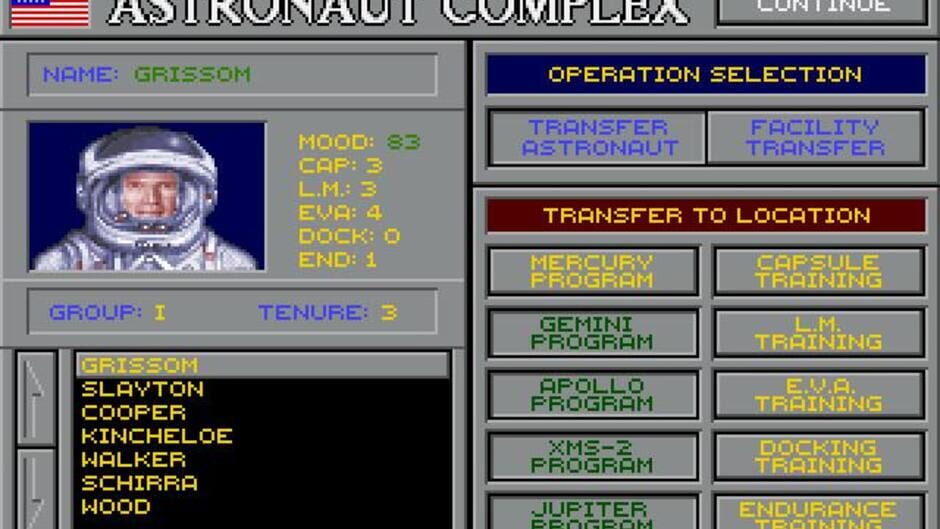 ASTRONAUT COMPLEX
CONTINUE
NAME: GRISSOM
MOOD: 83
CAP: 3
L.M.: 3
EVA: 4
DOCK: 0
END: 1
GROUP: I TENURE: 3
GRISSOM
SLAYTON
COOPER
KINCHELOE
WALKER
SCHIRRA
WOOD
OPERATION SELECTION
TRANSFER
ASTRONAUT
FACILITY
TRANSFER
TRANSFER TO LOCATION
MERCURY
PROGRAM
CAPSULE
TRAINING
GEMINI
PROGRAM
L.M.
TRAINING
APOLLO
PROGRAM
E.V.A.
TRAINING
XMS-2
PROGRAM
DOCKING
TRAINING
JUPITER
PROGRAM
ENDURANCE
TRAINING